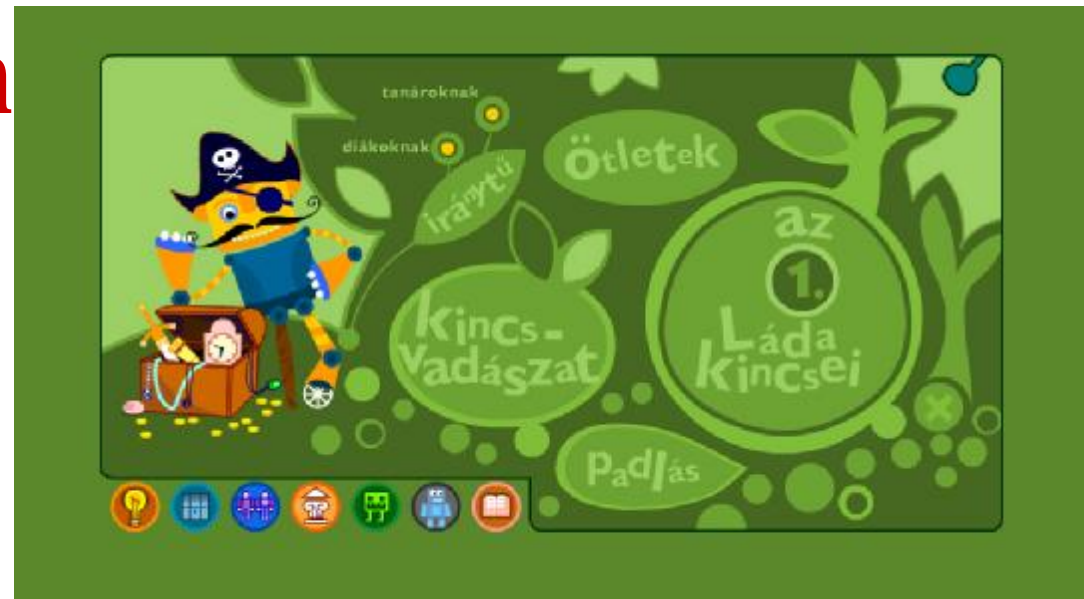 a
tanároknak
diákoknak
iránytű
Ötletek
az
1.
Láda
kincsei
kincs-
vadászat
Padlás